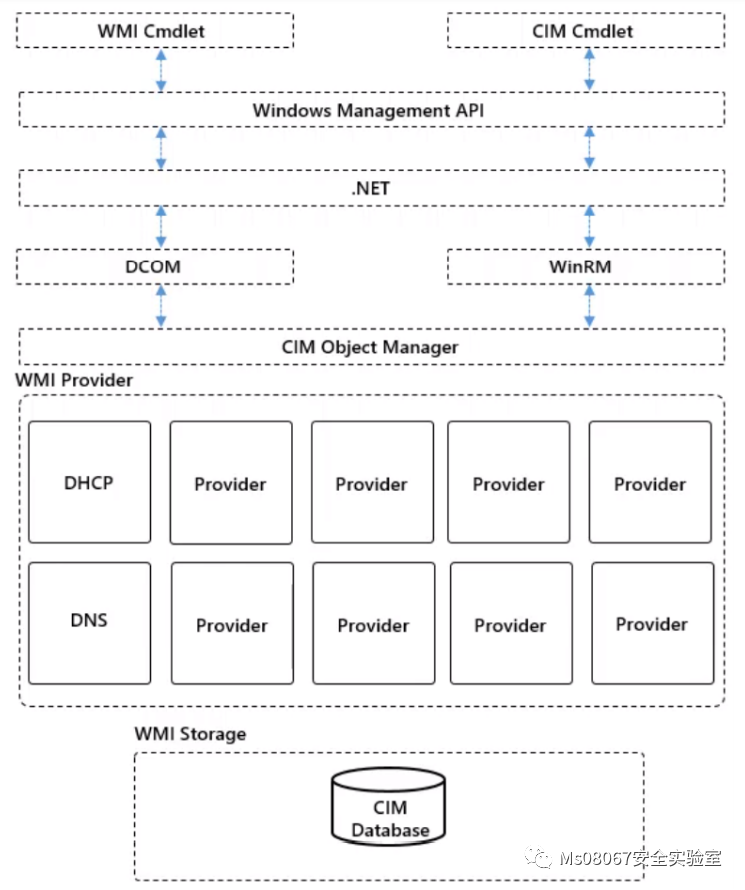 WMI Cmdlet
CIM Cmdlet
Windows Management API
.NET
DCOM
WinRM
CIM Object Manager
WMI Provider
DHCP
Provider
Provider
Provider
Provider
DNS
Provider
Provider
Provider
Provider
WMI Storage
CIM
Database
Ms08067安全实验室